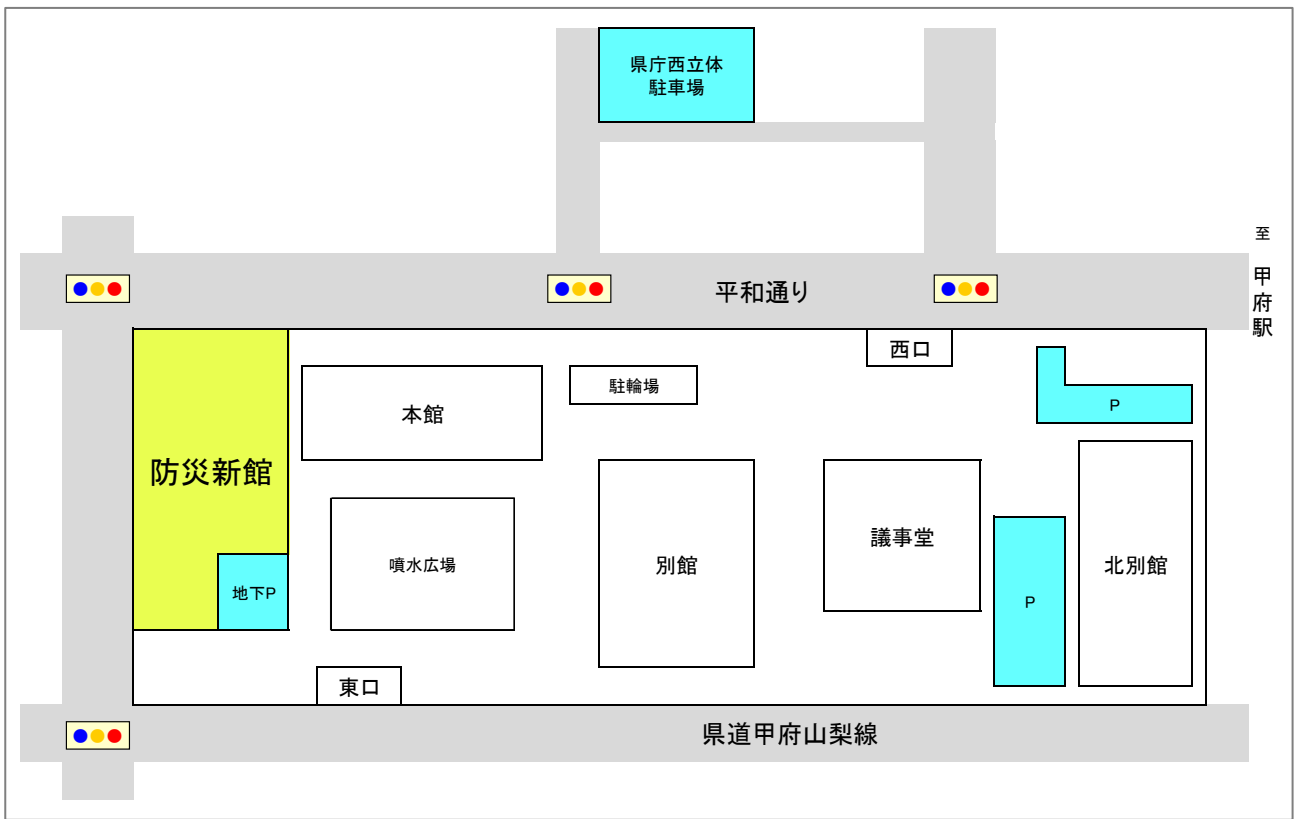 県庁西立体
駐車場
至
甲府駅
平和通り
西口
本館
駐輪場
P
防災新館
地下P
噴水広場
別館
議事堂
P
北別館
東口
県道甲府山梨線